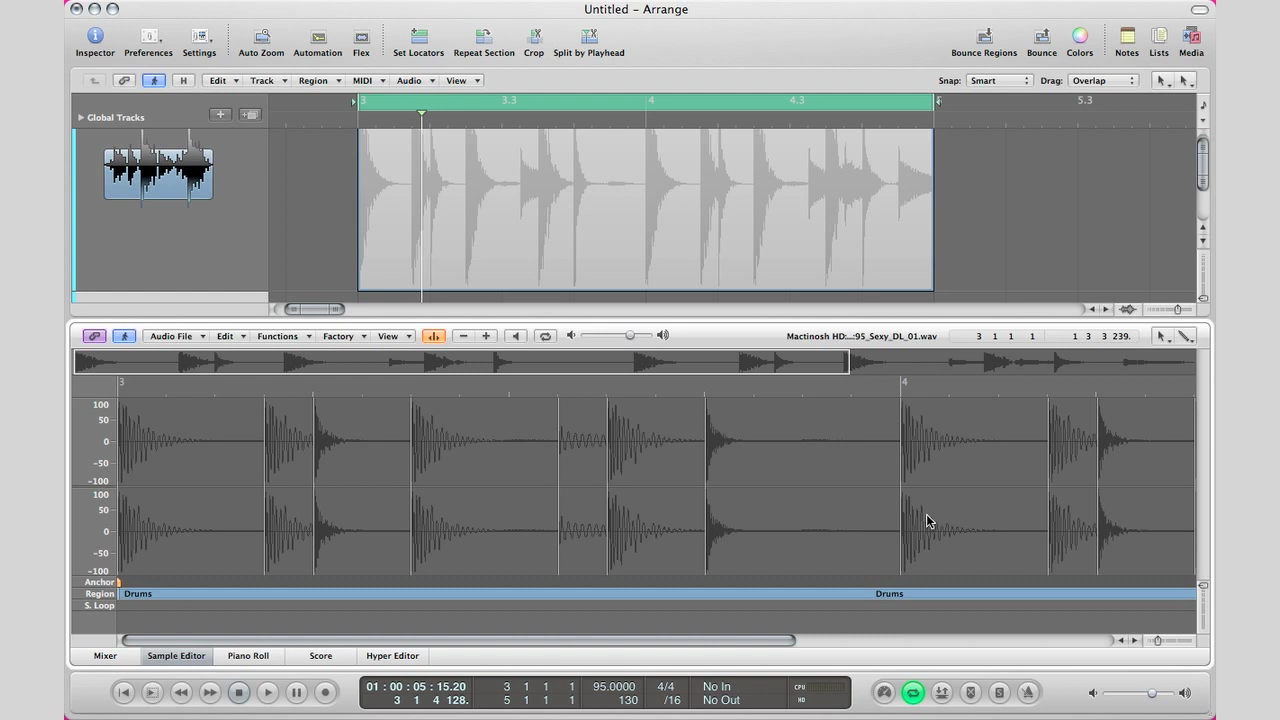 Untitled – Arrange
Inspector Preferences Settings Auto Zoom Automation Flex Set Locators Repeat Section Crop Split by Playhead Bounce Regions Bounce Colors Notes Lists Media
H Edit Track Region MIDI Audio View Snap: Smart Drag: Overlap
3 3.3 4 4.3 5.3
Global Tracks
Audio File Edit Functions Factory View Mactinosh HD:...:95_Sexy_DL_01.wav 3 1 1 1 1 3 3 239.
3 4
100
50
0
-50
-100
100
50
0
-50
-100
Anchor
Region Drums Drums
S. Loop
Mixer Sample Editor Piano Roll Score Hyper Editor
01 : 00 : 05 : 15.20 3 1 1 1 95.0000 4/4 No In CPU
3 1 4 128. 5 1 1 1 130 /16 No Out HD